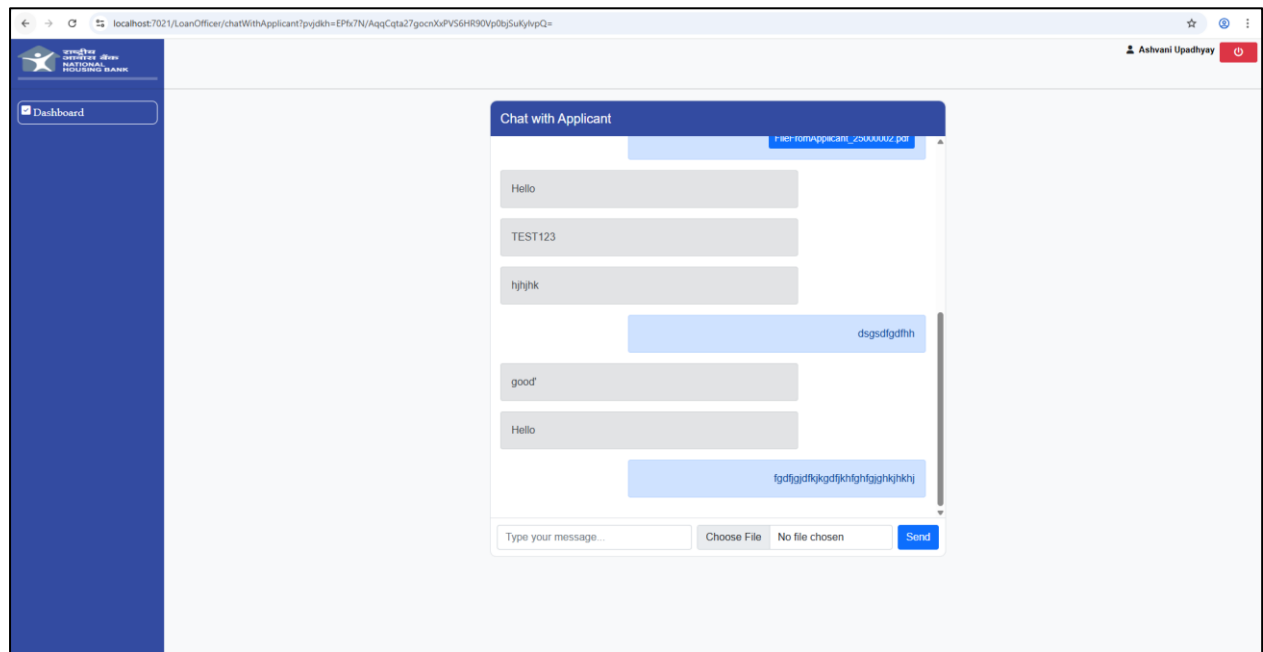 localhost:7021/LoanOfficer/chatWithApplicant?pvjdkh=EPfx7N/AqqCqta27gocnXxPVS6HR90Vp0bjSuKylvpQ=
राष्ट्रीय
आवास बैंक
NATIONAL
HOUSING BANK
Ashvani Upadhyay
Dashboard
Chat with Applicant
FileFromApplicant_25000002.pdf
Hello
TEST123
hjhjhk
dsgsdfgdfhh
good'
Hello
fgdfjgjdfkjkgdfjkhfghfgjghkjhkhj
Type your message...
Choose File No file chosen
Send